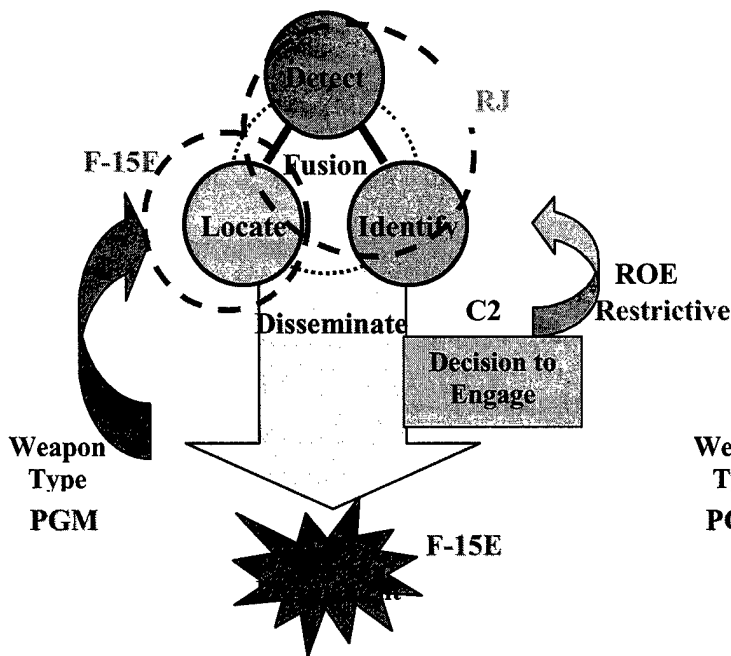 Detect
RJ
F-15E
Fusion
Locate
Identify
ROE
Restrictive
C2
Disseminate
Decision to
Engage
Weapon
Type
PGM
F-15E